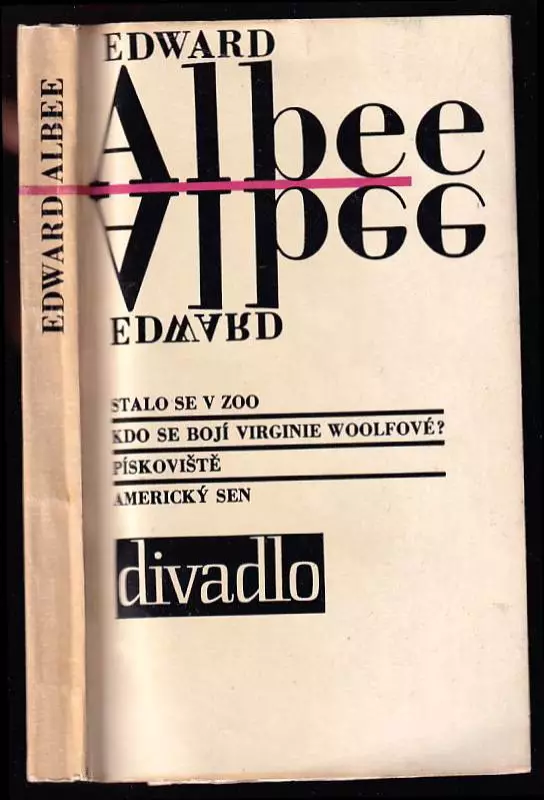 EDWARD ALBEE
EDWARD
Albee
Albee
EDWARD
STALO SE V ZOO
KDO SE BOJÍ VIRGINIE WOOLFOVÉ?
PÍSKOVIŠTĚ
AMERICKÝ SEN
divadlo